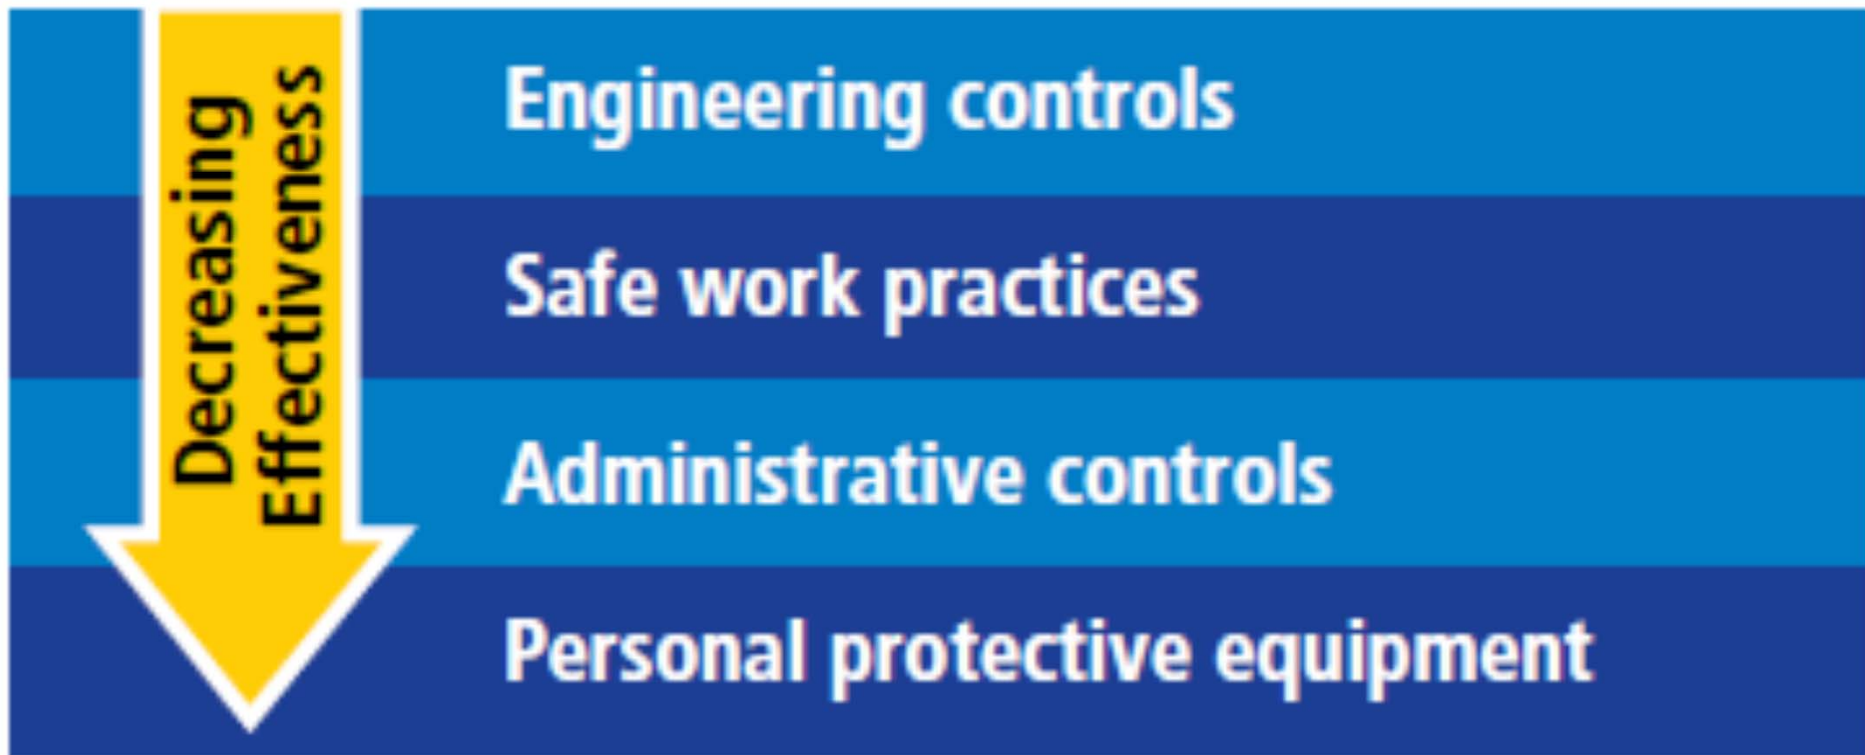 Decreasing
Effectiveness
Engineering controls
Safe work practices
Administrative controls
Personal protective equipment